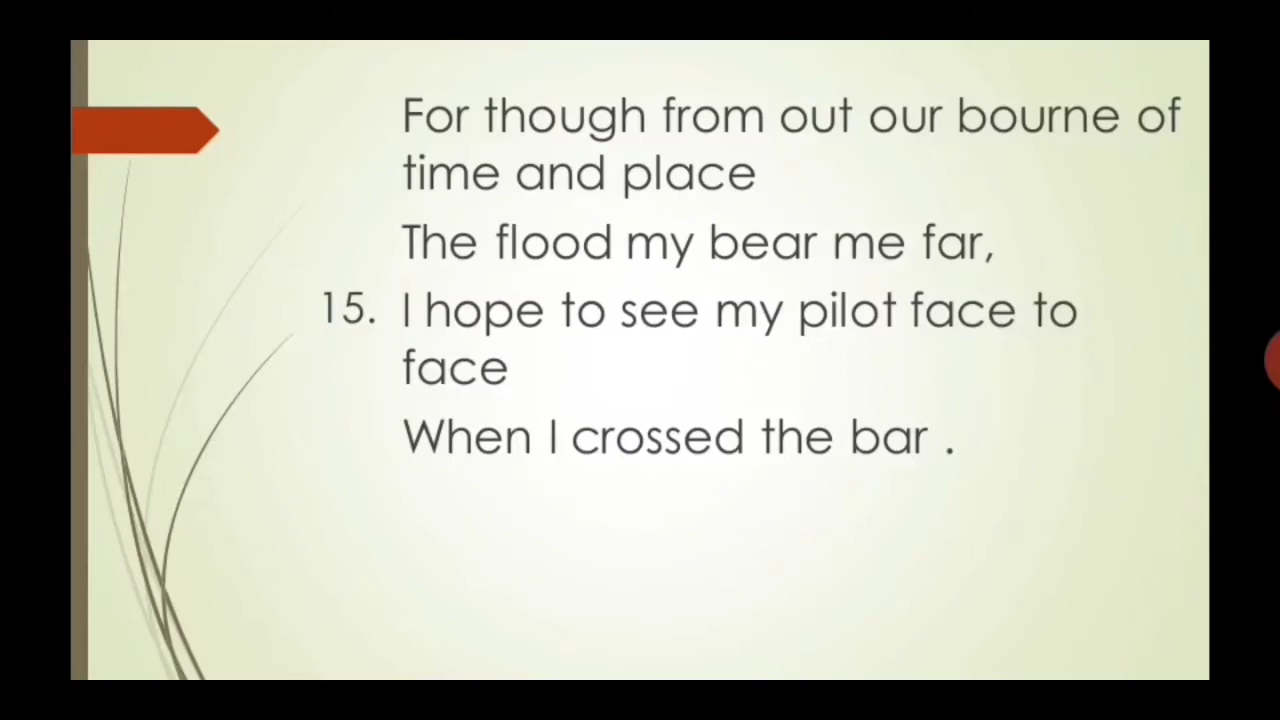 For though from out our bourne of
time and place
The flood my bear me far,
15. I hope to see my pilot face to
face
When I crossed the bar .